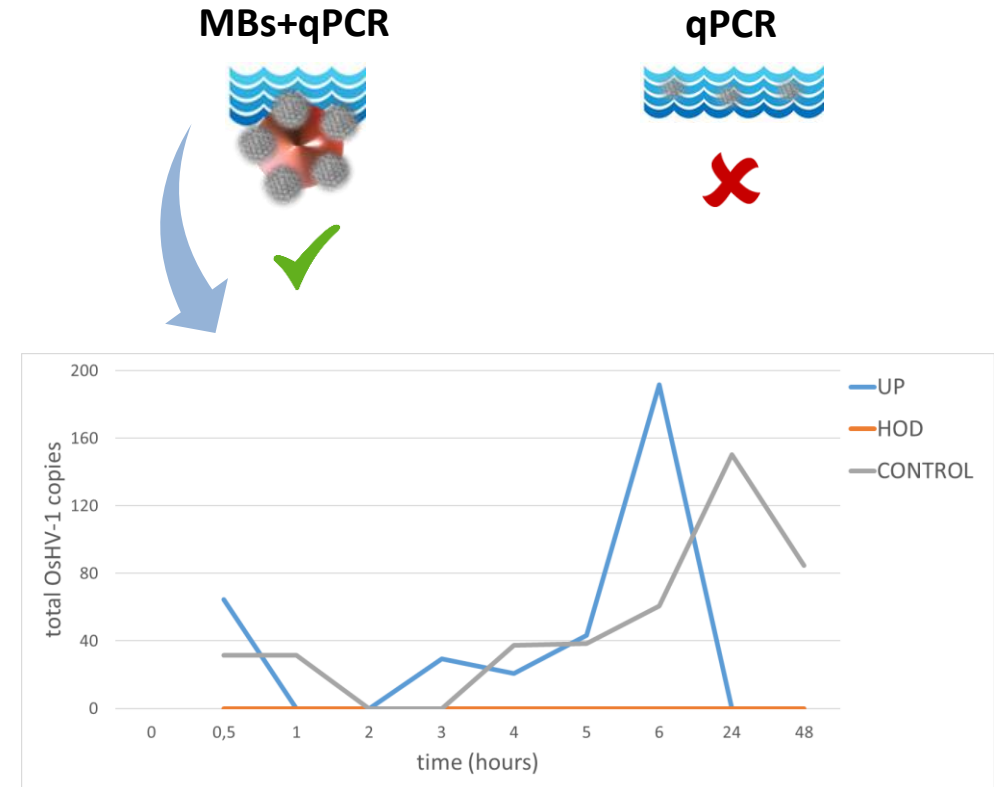 MBs+qPCR
qPCR
200
160
120
80
40
0
total OsHV-1 copies
0 0,5 1 2 3 4 5 6 24 48
time (hours)
UP
HOD
CONTROL